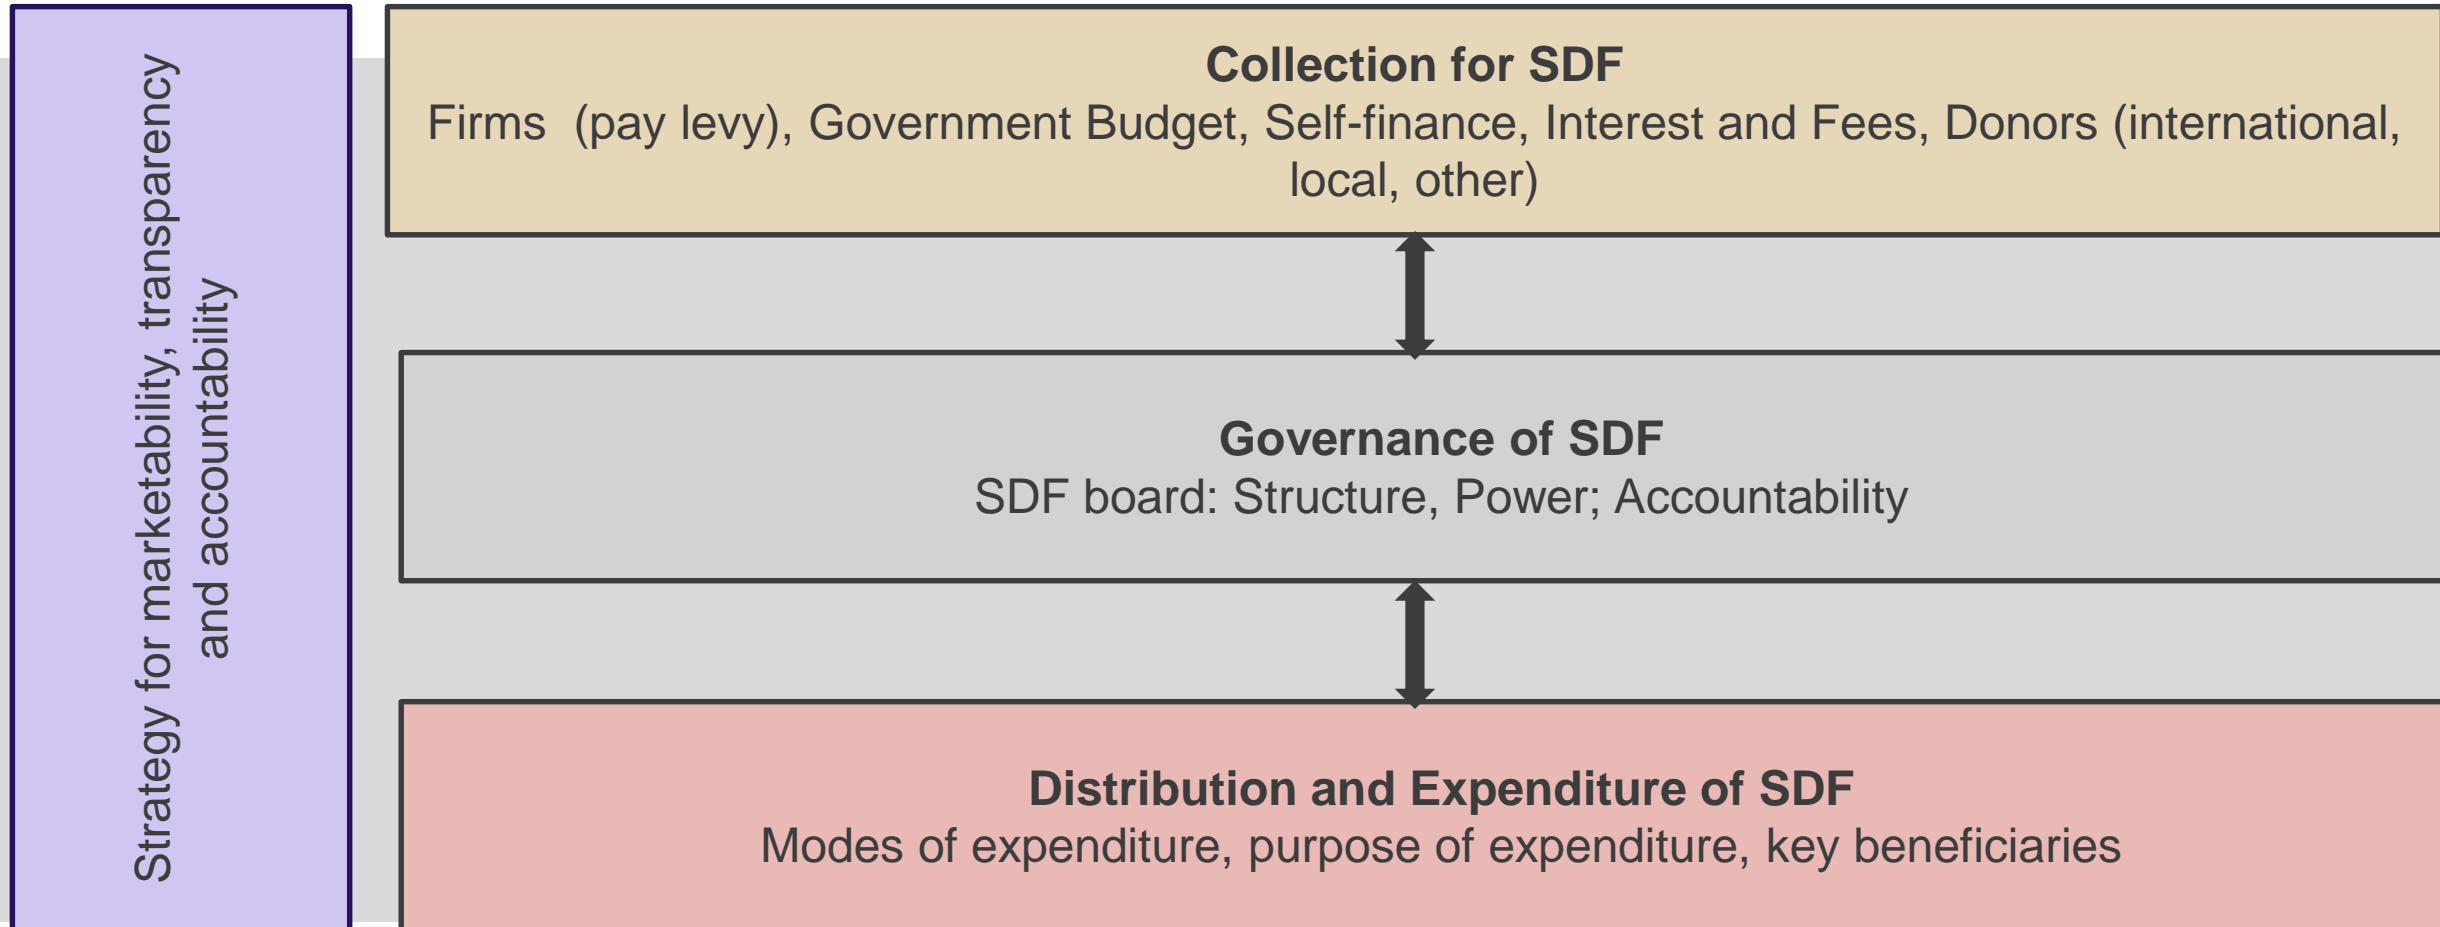 Strategy for marketability, transparency
and accountability
Collection for SDF
Firms  (pay levy), Government Budget, Self-finance, Interest and Fees, Donors (international,
local, other)
Governance of SDF
SDF board: Structure, Power; Accountability
Distribution and Expenditure of SDF
Modes of expenditure, purpose of expenditure, key beneficiaries